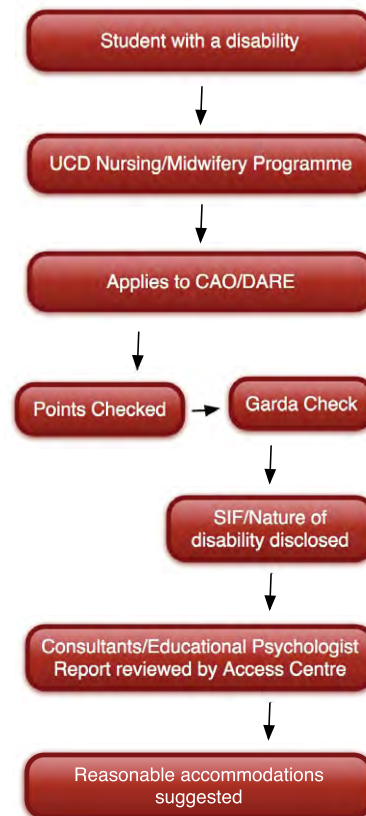 Student with a disability
UCD Nursing/Midwifery Programme
Applies to CAO/DARE
Points Checked
Garda Check
SIF/Nature of
disability disclosed
Consultants/Educational Psychologist
Report reviewed by Access Centre
Reasonable accommodations
suggested